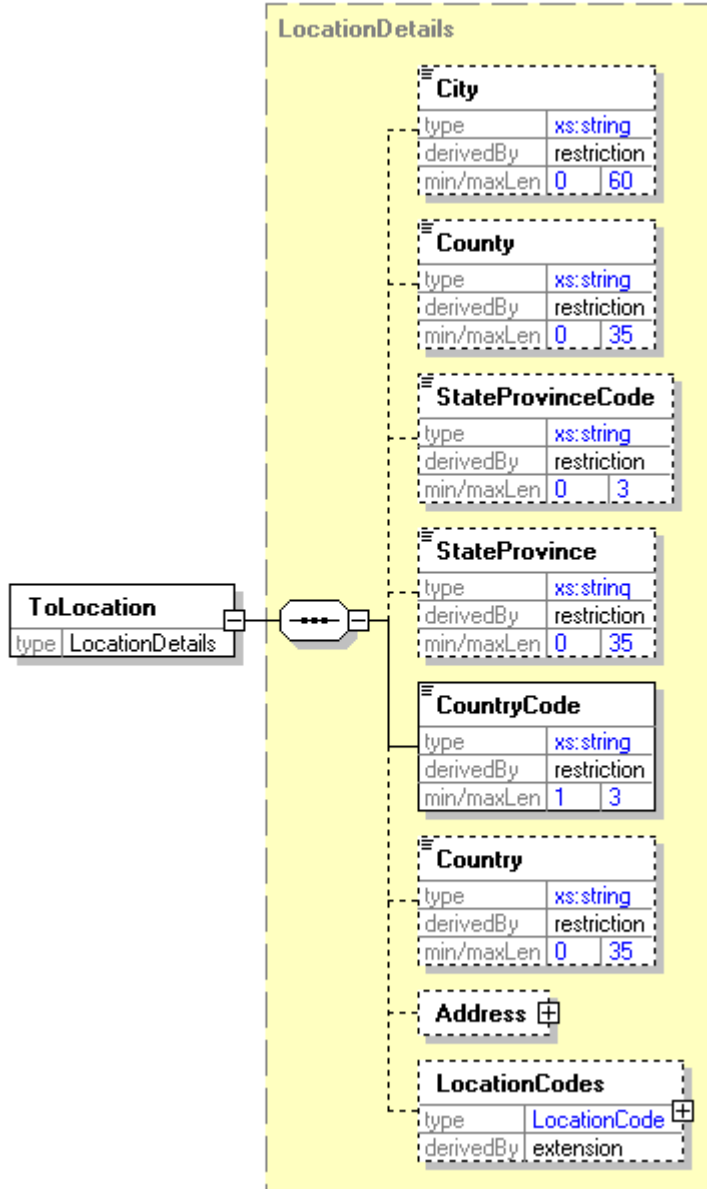 LocationDetails
City
type xs:string
derivedBy restriction
min/maxLen 0 60
County
type xs:string
derivedBy restriction
min/maxLen 0 35
StateProvinceCode
type xs:string
derivedBy restriction
min/maxLen 0 3
StateProvince
type xs:string
derivedBy restriction
min/maxLen 0 35
ToLocation
type LocationDetails
CountryCode
type xs:string
derivedBy restriction
min/maxLen 1 3
Country
type xs:string
derivedBy restriction
min/maxLen 0 35
Address
LocationCodes
type LocationCode
derivedBy extension